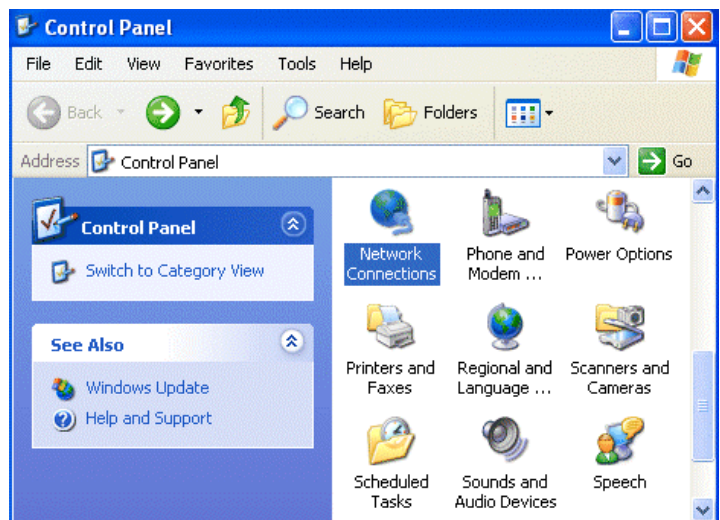 Control Panel
File Edit View Favorites Tools Help
Back Search Folders
Address Control Panel Go
Control Panel
Switch to Category View
See Also
Windows Update
Help and Support
Network
Connections
Phone and
Modem ...
Power Options
Printers and
Faxes
Regional and
Language ...
Scanners and
Cameras
Scheduled
Tasks
Sounds and
Audio Devices
Speech